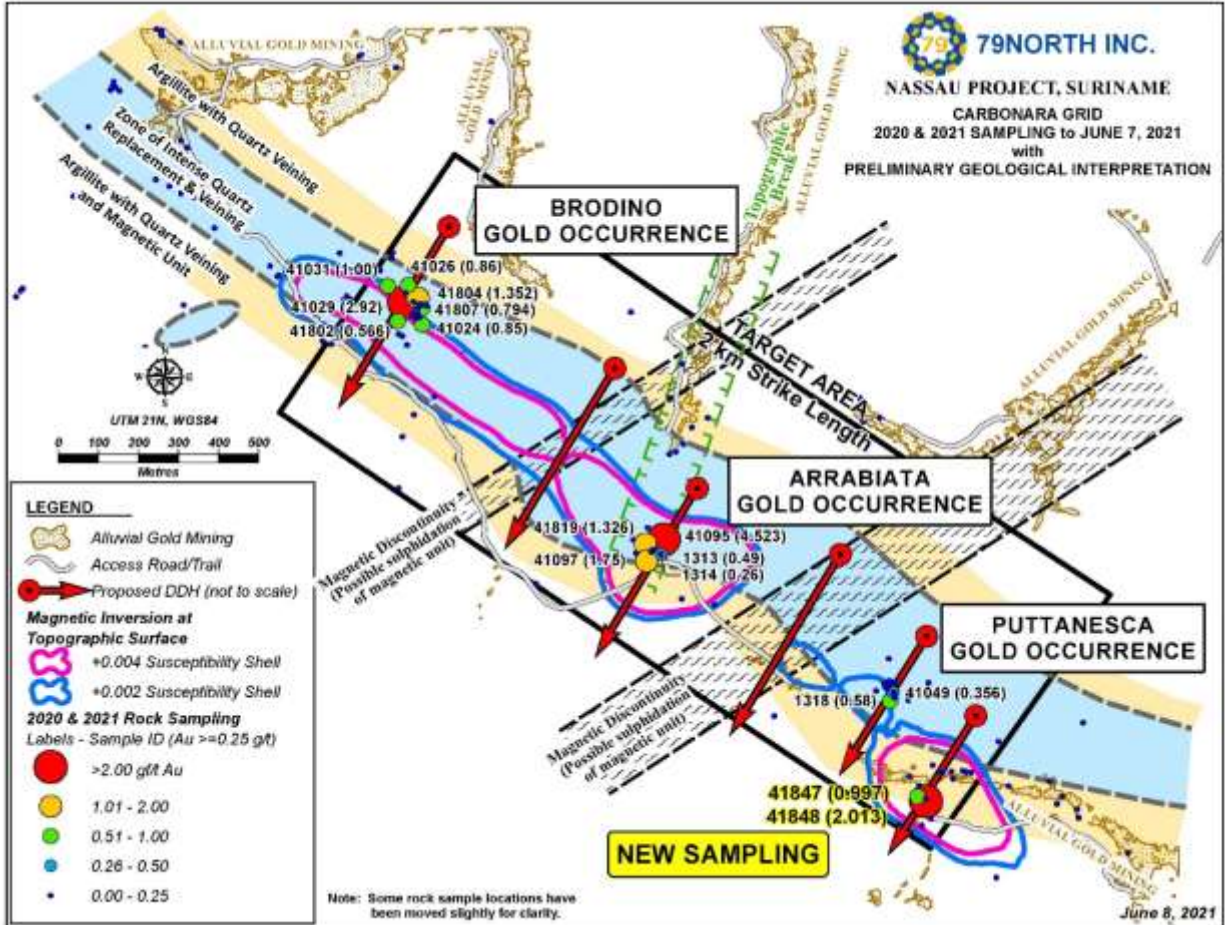 79
79NORTH INC.
NASSAU PROJECT, SURINAME
CARBONARA GRID
2020 & 2021 SAMPLING to JUNE 7, 2021
with
PRELIMINARY GEOLOGICAL INTERPRETATION
ALLUVIAL GOLD MINING
ALLUVIAL
GOLD MINING
ALLUVIAL GOLD MINING
Topographic
Break
Argillite with Quartz Veining
Zone of Intense Quartz
Replacement & Veining
Argillite with Quartz Veining
and Magnetic Unit
BRODINO
GOLD OCCURRENCE
41031 (1.00)
41026 (0.86)
41804 (1.352)
41029 (2.92)
41807 (0.794)
41802 (0.566)
41024 (0.85)
TARGET AREA
2 km Strike Length
ALLUVIAL GOLD MINING
N
W
E
S
UTM 21N, WGS84
0 100 200 300 400 500
Metres
ARRABIATA
GOLD OCCURRENCE
41819 (1.326)
41095 (4.523)
41097 (1.75)
1313 (0.49)
1314 (0.26)
Magnetic Discontinuity
(Possible sulphidation
of magnetic unit)
PUTTANESCA
GOLD OCCURRENCE
1318 (0.58)
41049 (0.356)
Magnetic Discontinuity
(Possible sulphidation
of magnetic unit)
41847 (0.997)
41848 (2.013)
ALLUVIAL GOLD MINING
NEW SAMPLING
LEGEND
Alluvial Gold Mining
Access Road/Trail
Proposed DDH (not to scale)
Magnetic Inversion at
Topographic Surface
+0.004 Susceptibility Shell
+0.002 Susceptibility Shell
2020 & 2021 Rock Sampling
Labels - Sample ID (Au >=0.25 g/t)
>2.00 gf/t Au
1.01 - 2.00
0.51 - 1.00
0.26 - 0.50
0.00 - 0.25
Note: Some rock sample locations have
been moved slightly for clarity.
June 8, 2021